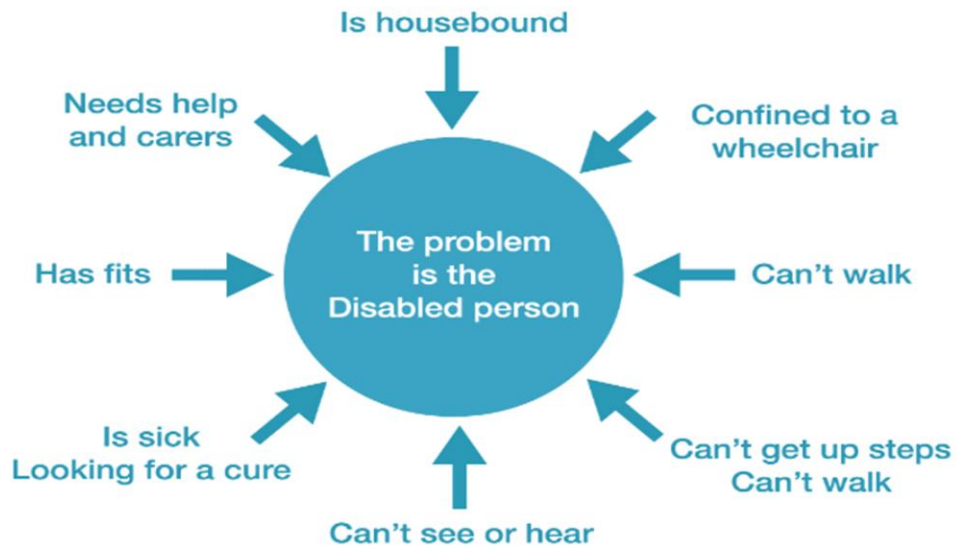 Is housebound
Needs help
and carers
Confined to a
wheelchair
The problem
is the
Disabled person
Has fits
Can't walk
Is sick
Looking for a cure
Can't get up steps
Can't walk
Can't see or hear